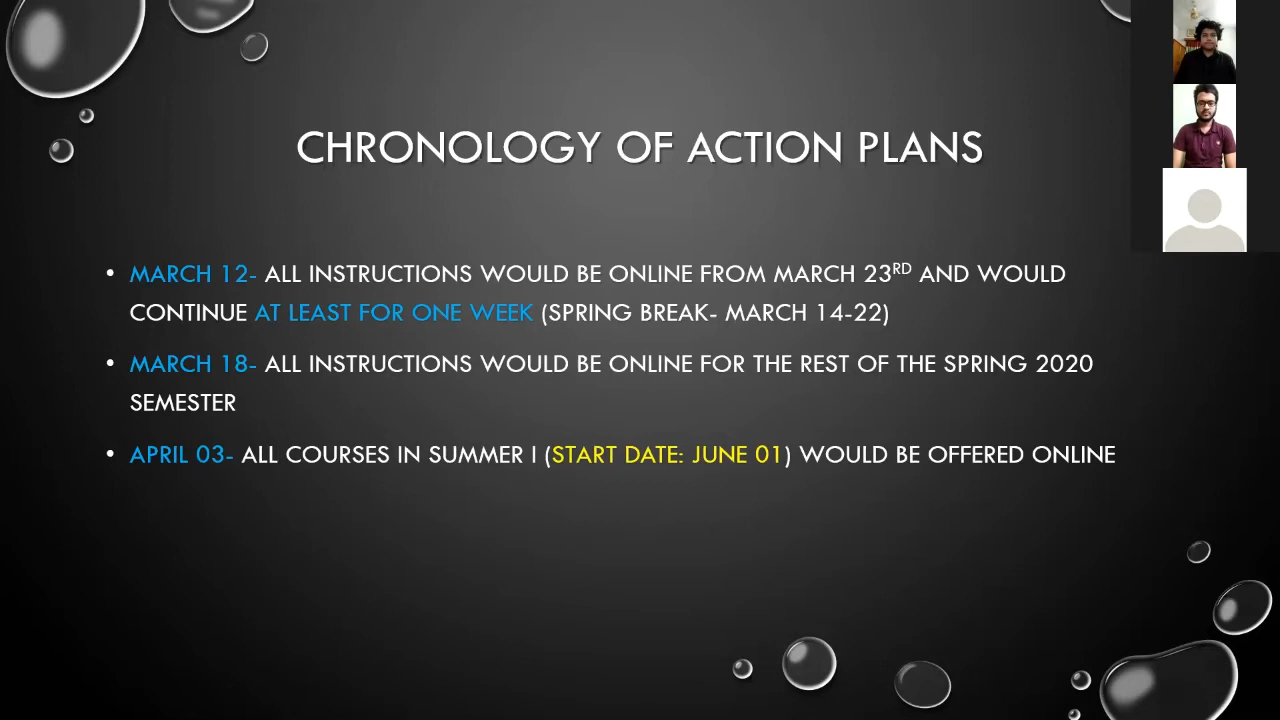 CHRONOLOGY OF ACTION PLANS
• MARCH 12- ALL INSTRUCTIONS WOULD BE ONLINE FROM MARCH 23RD AND WOULD
CONTINUE AT LEAST FOR ONE WEEK (SPRING BREAK- MARCH 14-22)
• MARCH 18- ALL INSTRUCTIONS WOULD BE ONLINE FOR THE REST OF THE SPRING 2020
SEMESTER
• APRIL 03- ALL COURSES IN SUMMER I (START DATE: JUNE 01) WOULD BE OFFERED ONLINE